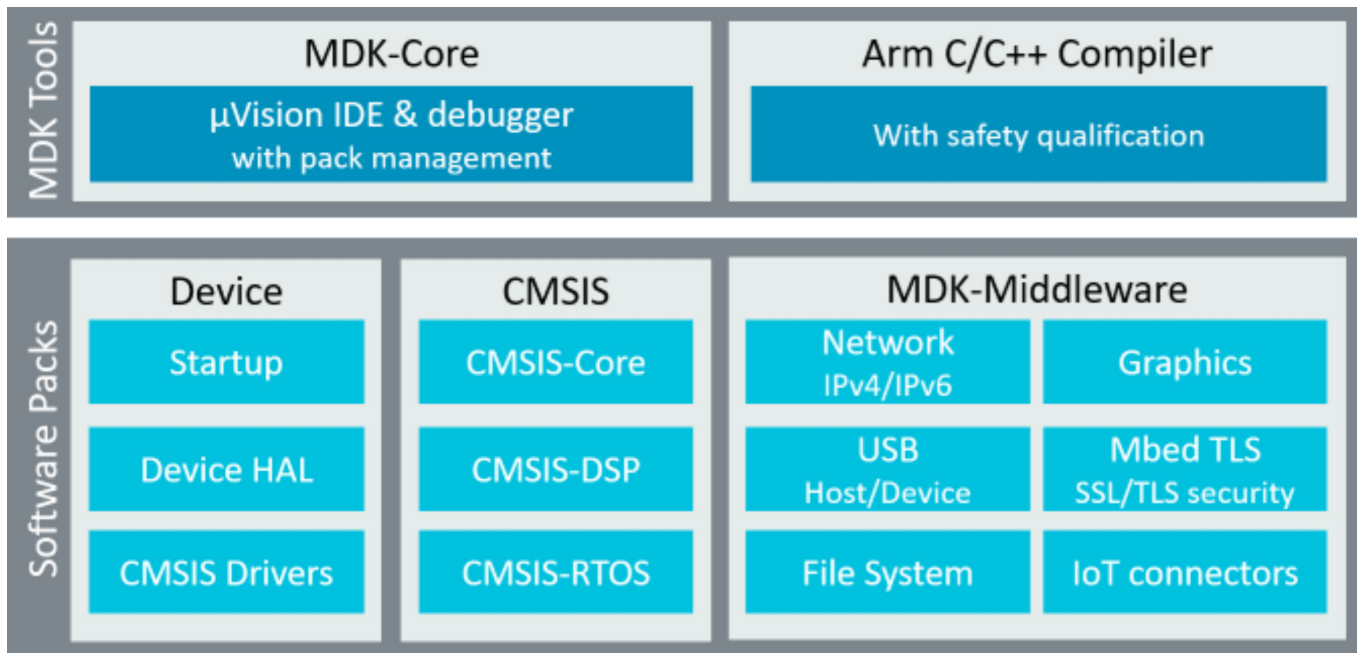 MDK Tools
MDK-Core
µVision IDE & debugger
with pack management
Arm C/C++ Compiler
With safety qualification
Software Packs
Device
Startup
Device HAL
CMSIS Drivers
CMSIS
CMSIS-Core
CMSIS-DSP
CMSIS-RTOS
MDK-Middleware
Network
IPv4/IPv6
Graphics
USB
Host/Device
Mbed TLS
SSL/TLS security
File System
IoT connectors